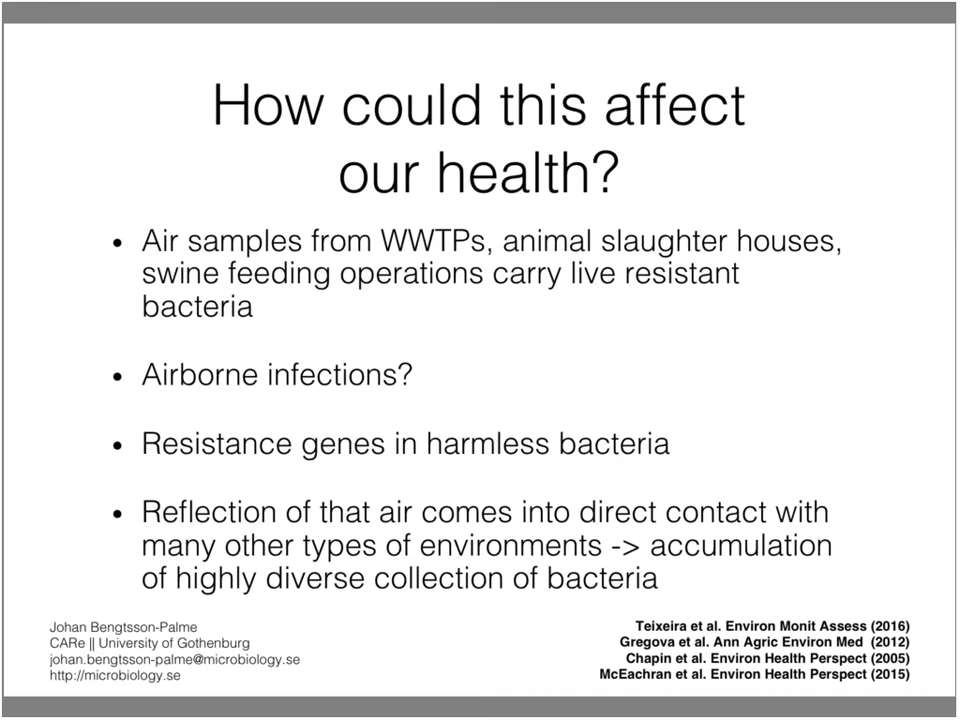 How could this affect
our health?
• Air samples from WWTPs, animal slaughter houses,
swine feeding operations carry live resistant
bacteria
• Airborne infections?
• Resistance genes in harmless bacteria
• Reflection of that air comes into direct contact with
many other types of environments -> accumulation
of highly diverse collection of bacteria
Johan Bengtsson-Palme
CARe || University of Gothenburg
johan.bengtsson-palme@microbiology.se
http://microbiology.se
Teixeira et al. Environ Monit Assess (2016)
Gregova et al. Ann Agric Environ Med (2012)
Chapin et al. Environ Health Perspect (2005)
McEachran et al. Environ Health Perspect (2015)